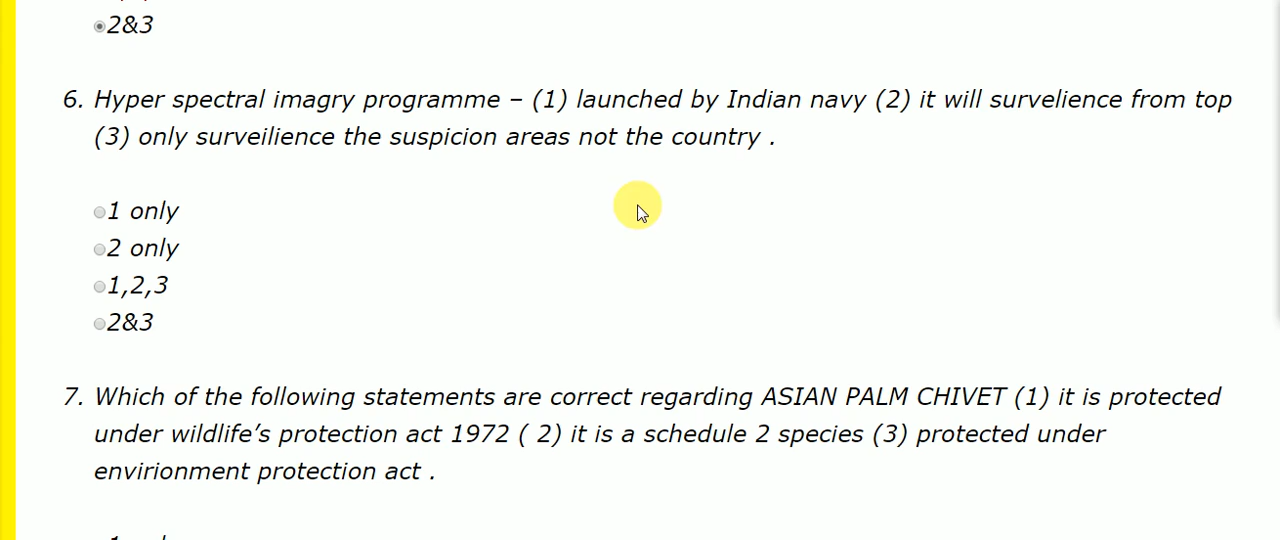 2&3
6. Hyper spectral imagry programme – (1) launched by Indian navy (2) it will survelience from top
(3) only surveilience the suspicion areas not the country .
1 only
2 only
1,2,3
2&3
7. Which of the following statements are correct regarding ASIAN PALM CHIVET (1) it is protected
under wildlife’s protection act 1972 ( 2) it is a schedule 2 species (3) protected under
envirionment protection act .